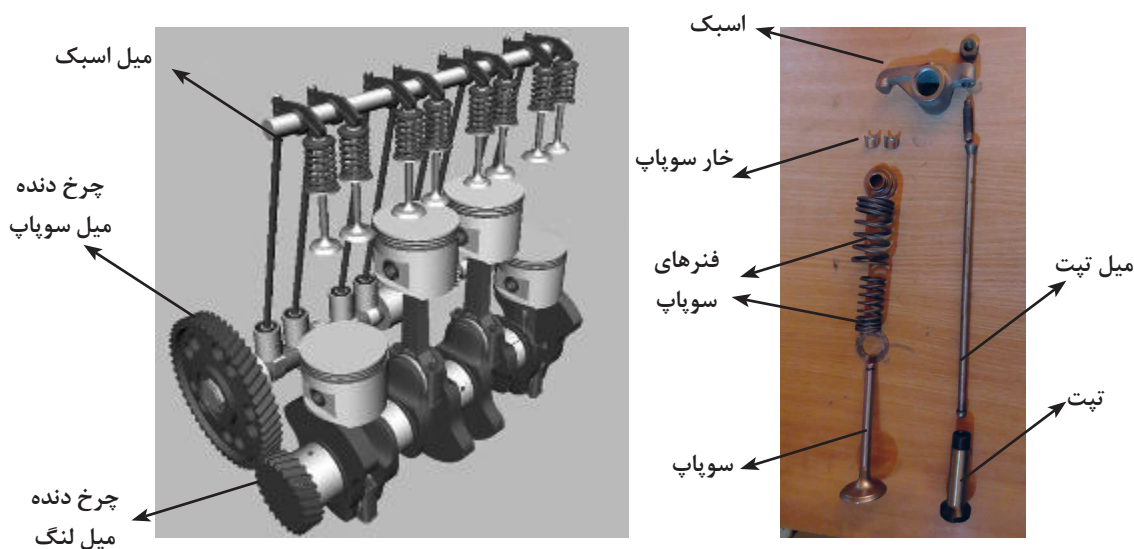 اسبک
خار سوپاپ
فنرهای
سوپاپ
میل تپت
تپت
سوپاپ
میل اسبک
چرخ دنده
میل سوپاپ
چرخ دنده
میل لنگ